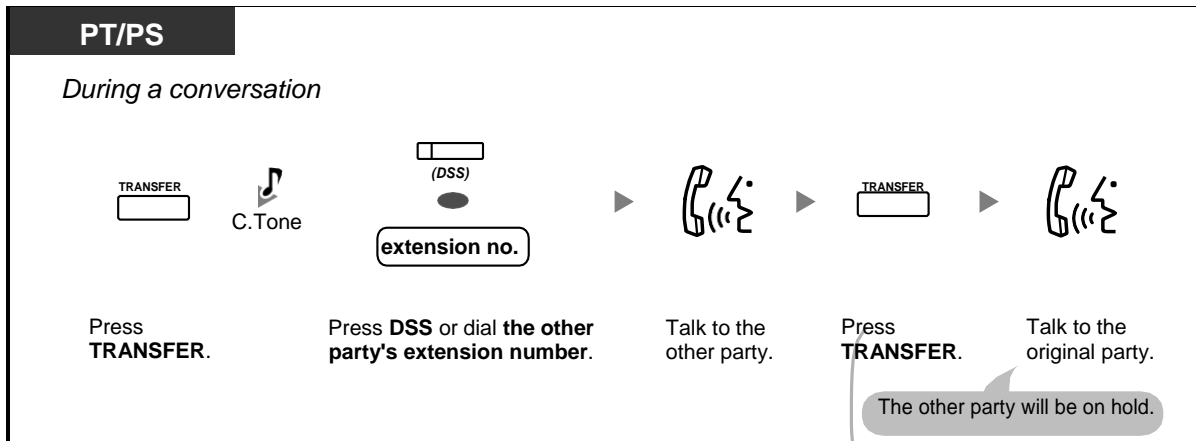 PT/PS
During a conversation
TRANSFER
C.Tone
(DSS)
extension no.
TRANSFER
Press
TRANSFER.
Press DSS or dial the other
party's extension number.
Talk to the
other party.
Press
TRANSFER.
Talk to the
original party.
The other party will be on hold.